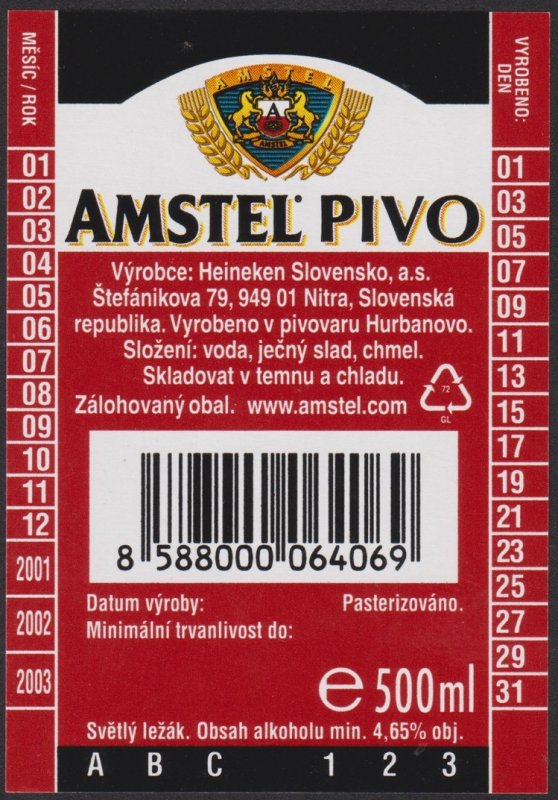 MĚSÍC / ROK
01
02
03
04
05
06
07
08
09
10
11
12
2001
2002
2003
AMSTEL
A
AMSTEL
AMSTEL PIVO
Výrobce: Heineken Slovensko, a.s.
Štefánikova 79, 949 01 Nitra, Slovenská
republika. Vyrobeno v pivovaru Hurbanovo.
Složení: voda, ječný slad, chmel.
Skladovat v temnu a chladu.
Zálohovaný obal. www.amstel.com
72
GL
8 588000 064069
Datum výroby: Pasterizováno.
Minimální trvanlivost do:
e 500ml
Světlý ležák. Obsah alkoholu min. 4,65% obj.
A B C 1 2 3
VYROBENO:
DEN
01
03
05
07
09
11
13
15
17
19
21
23
25
27
29
31